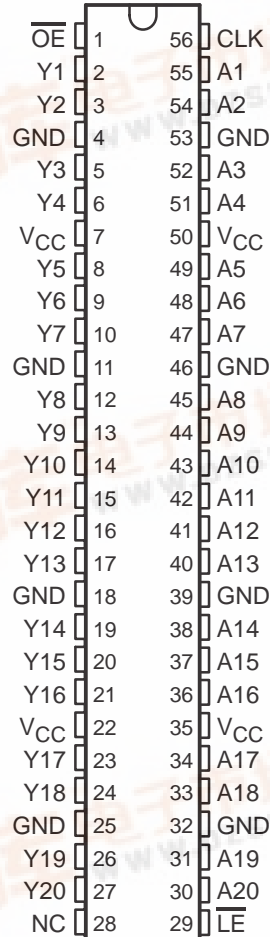 OE 1 56 CLK
Y1 2 55 A1
Y2 3 54 A2
GND 4 53 GND
Y3 5 52 A3
Y4 6 51 A4
VCC 7 50 VCC
Y5 8 49 A5
Y6 9 48 A6
Y7 10 47 A7
GND 11 46 GND
Y8 12 45 A8
Y9 13 44 A9
Y10 14 43 A10
Y11 15 42 A11
Y12 16 41 A12
Y13 17 40 A13
GND 18 39 GND
Y14 19 38 A14
Y15 20 37 A15
Y16 21 36 A16
VCC 22 35 VCC
Y17 23 34 A17
Y18 24 33 A18
GND 25 32 GND
Y19 26 31 A19
Y20 27 30 A20
NC 28 29 LE